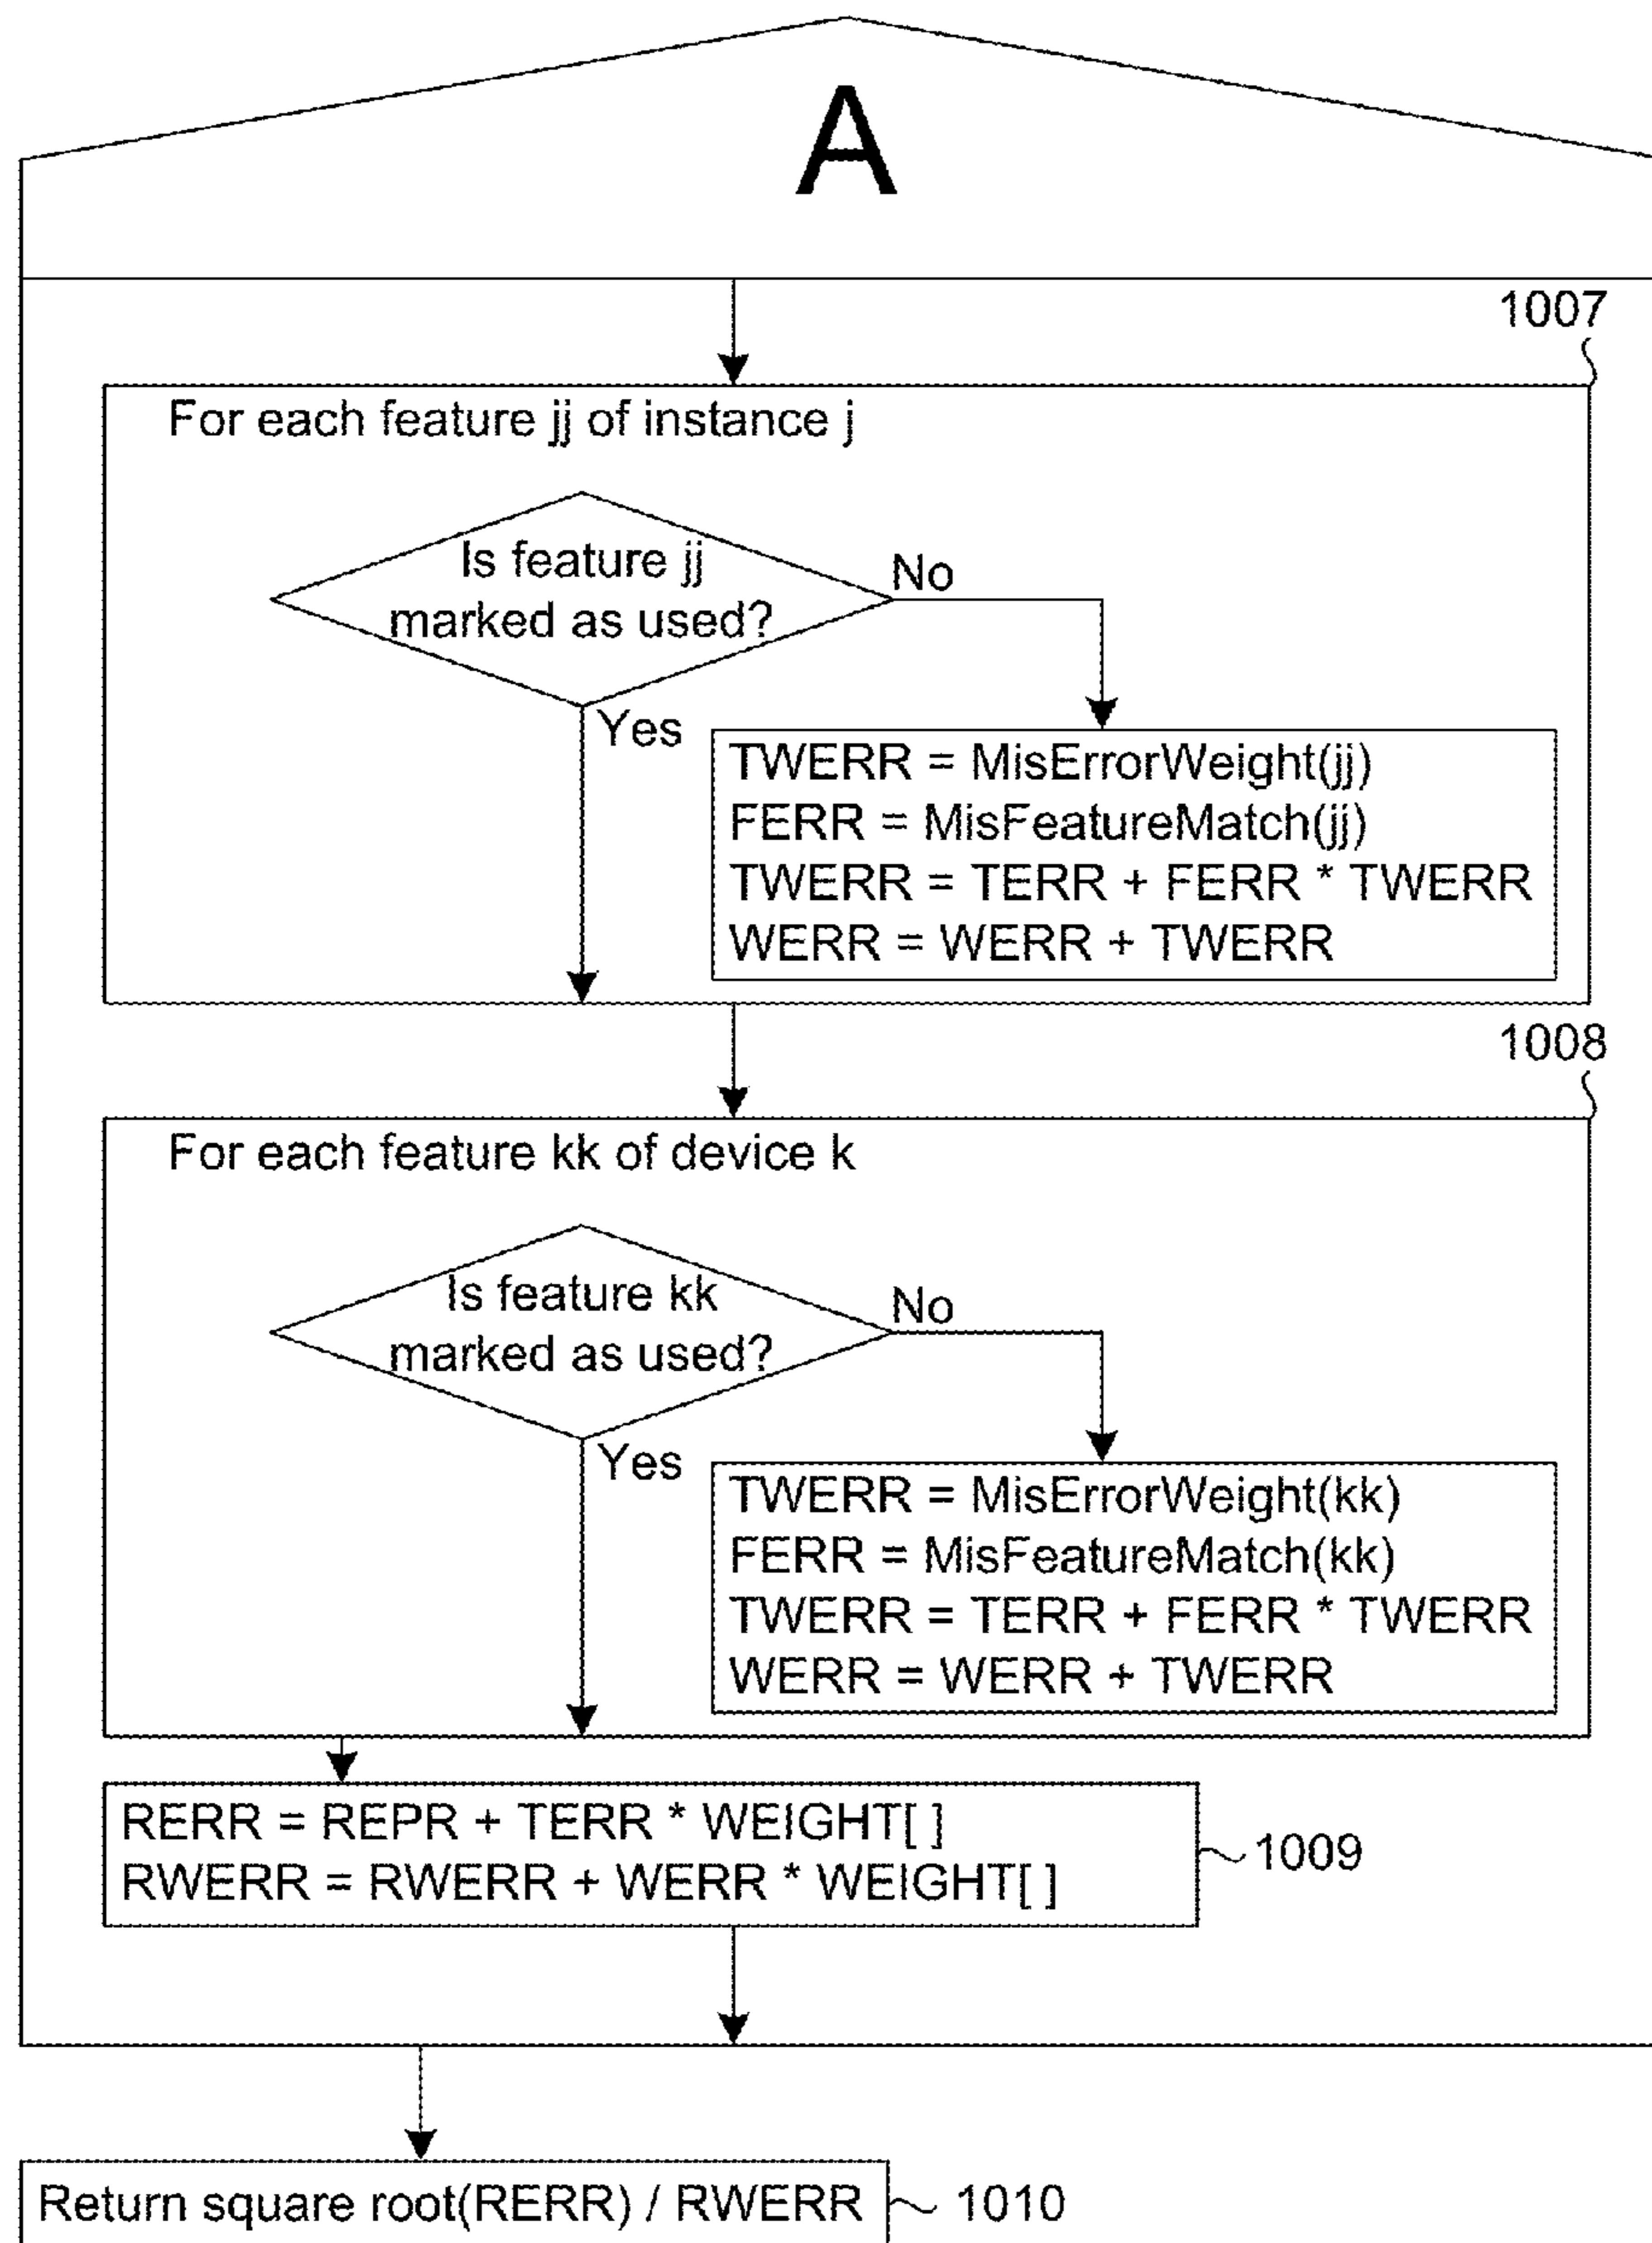 A
1007
For each feature jj of instance j
Is feature jj
marked as used?
No
Yes
TWERR = MisErrorWeight(jj)
FERR = MisFeatureMatch(jj)
TWERR = TERR + FERR * TWERR
WERR = WERR + TWERR
1008
For each feature kk of device k
Is feature kk
marked as used?
No
Yes
TWERR = MisErrorWeight(kk)
FERR = MisFeatureMatch(kk)
TWERR = TERR + FERR * TWERR
WERR = WERR + TWERR
RERR = REPR + TERR * WEIGHT[ ]
RWERR = RWERR + WERR * WEIGHT[ ]
1009
Return square root(RERR) / RWERR
1010